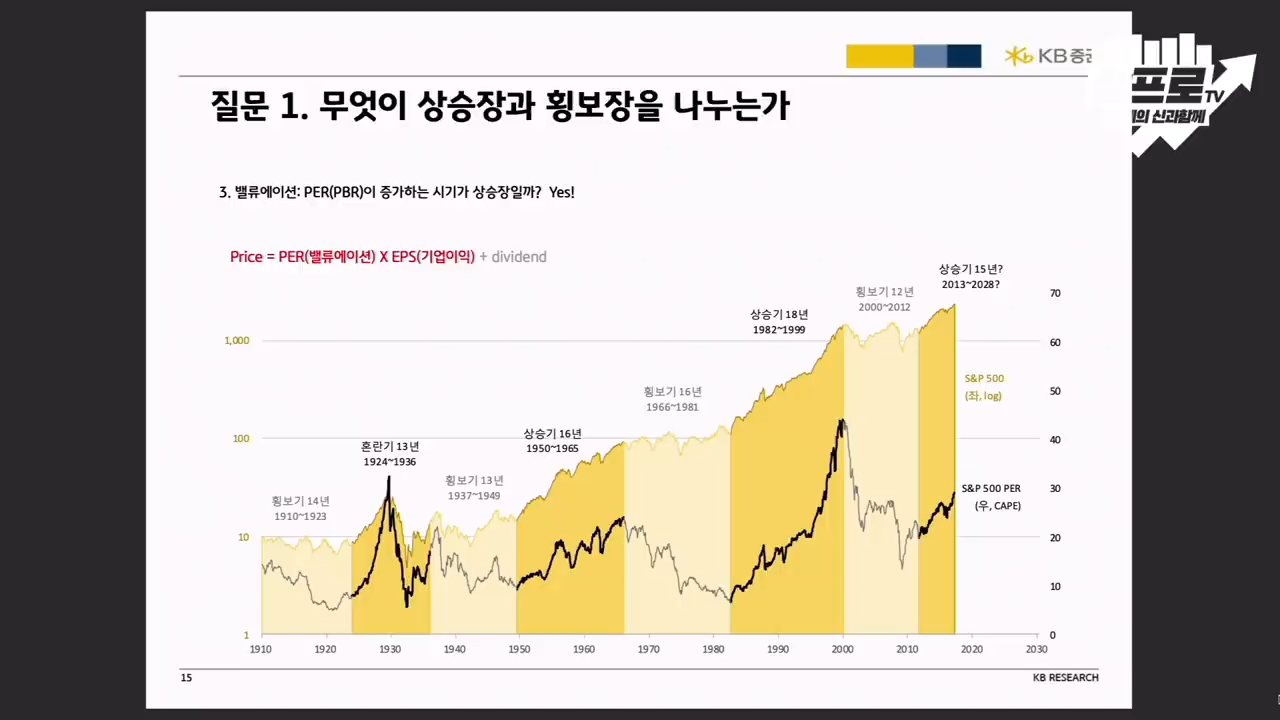 KB증권
프로TV
의 신과함께
질문 1. 무엇이 상승장과 횡보장을 나누는가
3. 밸류에이션: PER(PBR)이 증가하는 시기가 상승장일까? Yes!
Price = PER(밸류에이션) X EPS(기업이익) + dividend
상승기 15년?
2013~2028?
횡보기 12년
2000~2012
상승기 18년
1982~1999
횡보기 16년
1966~1981
상승기 16년
1950~1965
혼란기 13년
1924~1936
횡보기 13년
1937~1949
횡보기 14년
1910~1923
1,000
100
10
1
70
60
50
40
30
20
10
0
S&P 500
(좌, log)
S&P 500 PER
(우, CAPE)
1910 1920 1930 1940 1950 1960 1970 1980 1990 2000 2010 2020 2030
15
KB RESEARCH